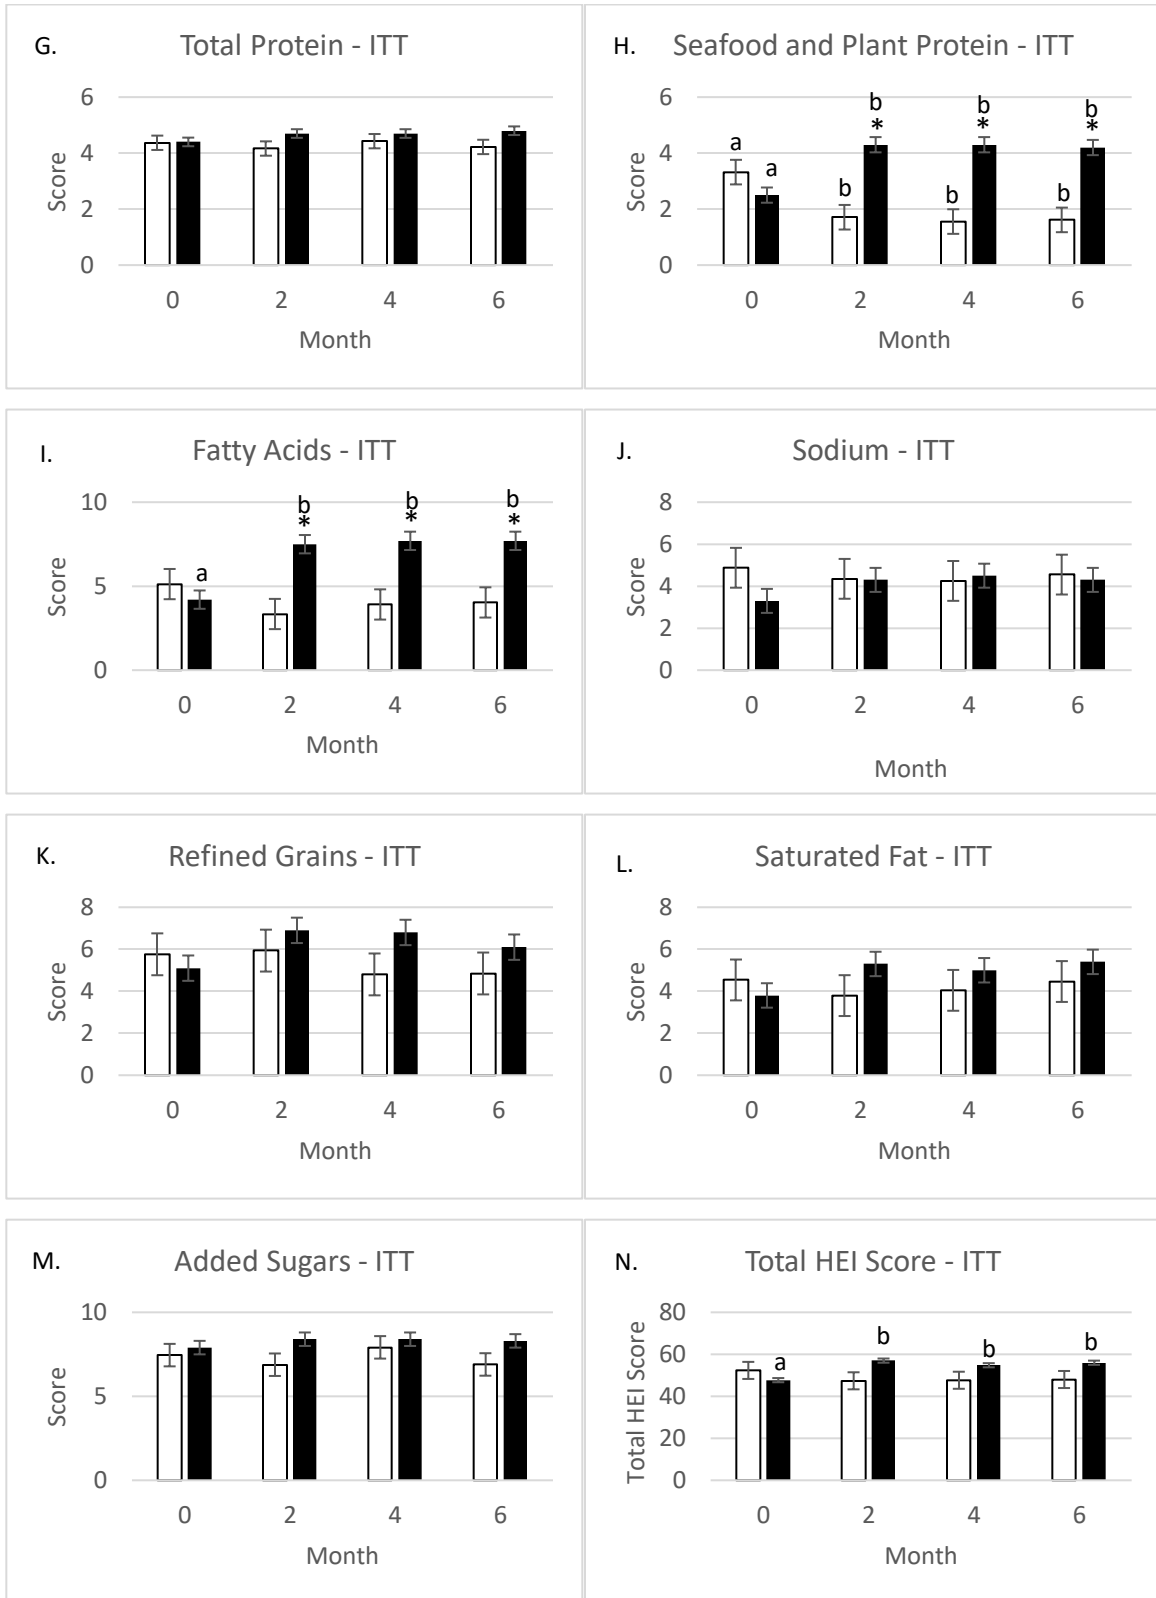 G. Total Protein - ITT
6
4
2
0
Score
0 2 4 6
Month
H. Seafood and Plant Protein - ITT
6
4
2
0
Score
a a b b * b b * b b *
0 2 4 6
Month
I. Fatty Acids - ITT
10
5
0
Score
a b * b * b *
0 2 4 6
Month
J. Sodium - ITT
8
6
4
2
0
Score
0 2 4 6
Month
K. Refined Grains - ITT
8
6
4
2
0
Score
0 2 4 6
Month
L. Saturated Fat - ITT
8
6
4
2
0
Score
0 2 4 6
Month
M. Added Sugars - ITT
10
5
0
Score
0 2 4 6
Month
N. Total HEI Score - ITT
80
60
40
20
0
Total HEI Score
a b b b
0 2 4 6
Month